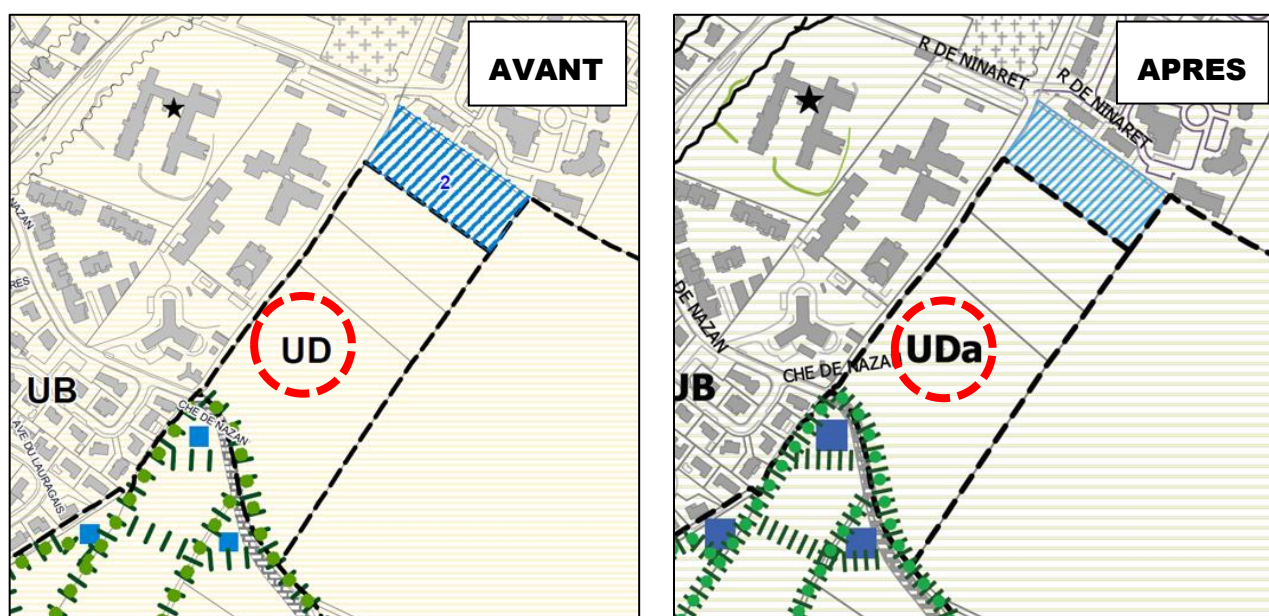 AVANT
2
UD
UB
CHE DE NAZAN
AVE DU LAURAGAIS
NAZAN
RES
APRES
R DE NINARET
R DE NINARET
DE NAZAN
CHE DE NAZAN
UDa
UB